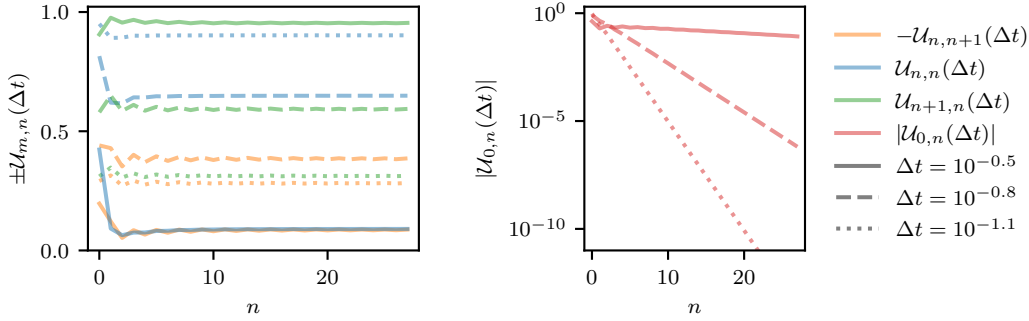 1.0
0.5
0.0
0
10
20
n
±𝒰m,n(Δt)
10⁰
10⁻⁵
10⁻¹⁰
0
10
20
n
|𝒰0,n(Δt)|
−𝒰n,n+1(Δt)
𝒰n,n(Δt)
𝒰n+1,n(Δt)
|𝒰0,n(Δt)|
Δt = 10⁻⁰·⁵
Δt = 10⁻⁰·⁸
Δt = 10⁻¹·¹